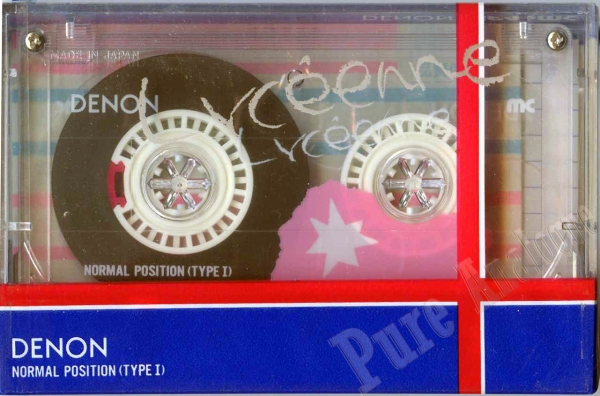 MADE IN JAPAN
Lycéenne
DENON
Lycéenne
mc
NORMAL POSITION (TYPE I)
DENON
NORMAL POSITION (TYPE I)
Pure Analogue